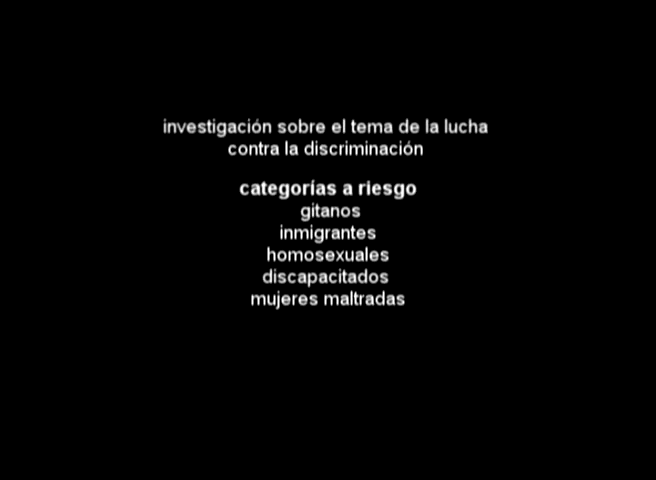 investigación sobre el tema de la lucha
contra la discriminación
categorías a riesgo
gitanos
inmigrantes
homosexuales
discapacitados
mujeres maltradas